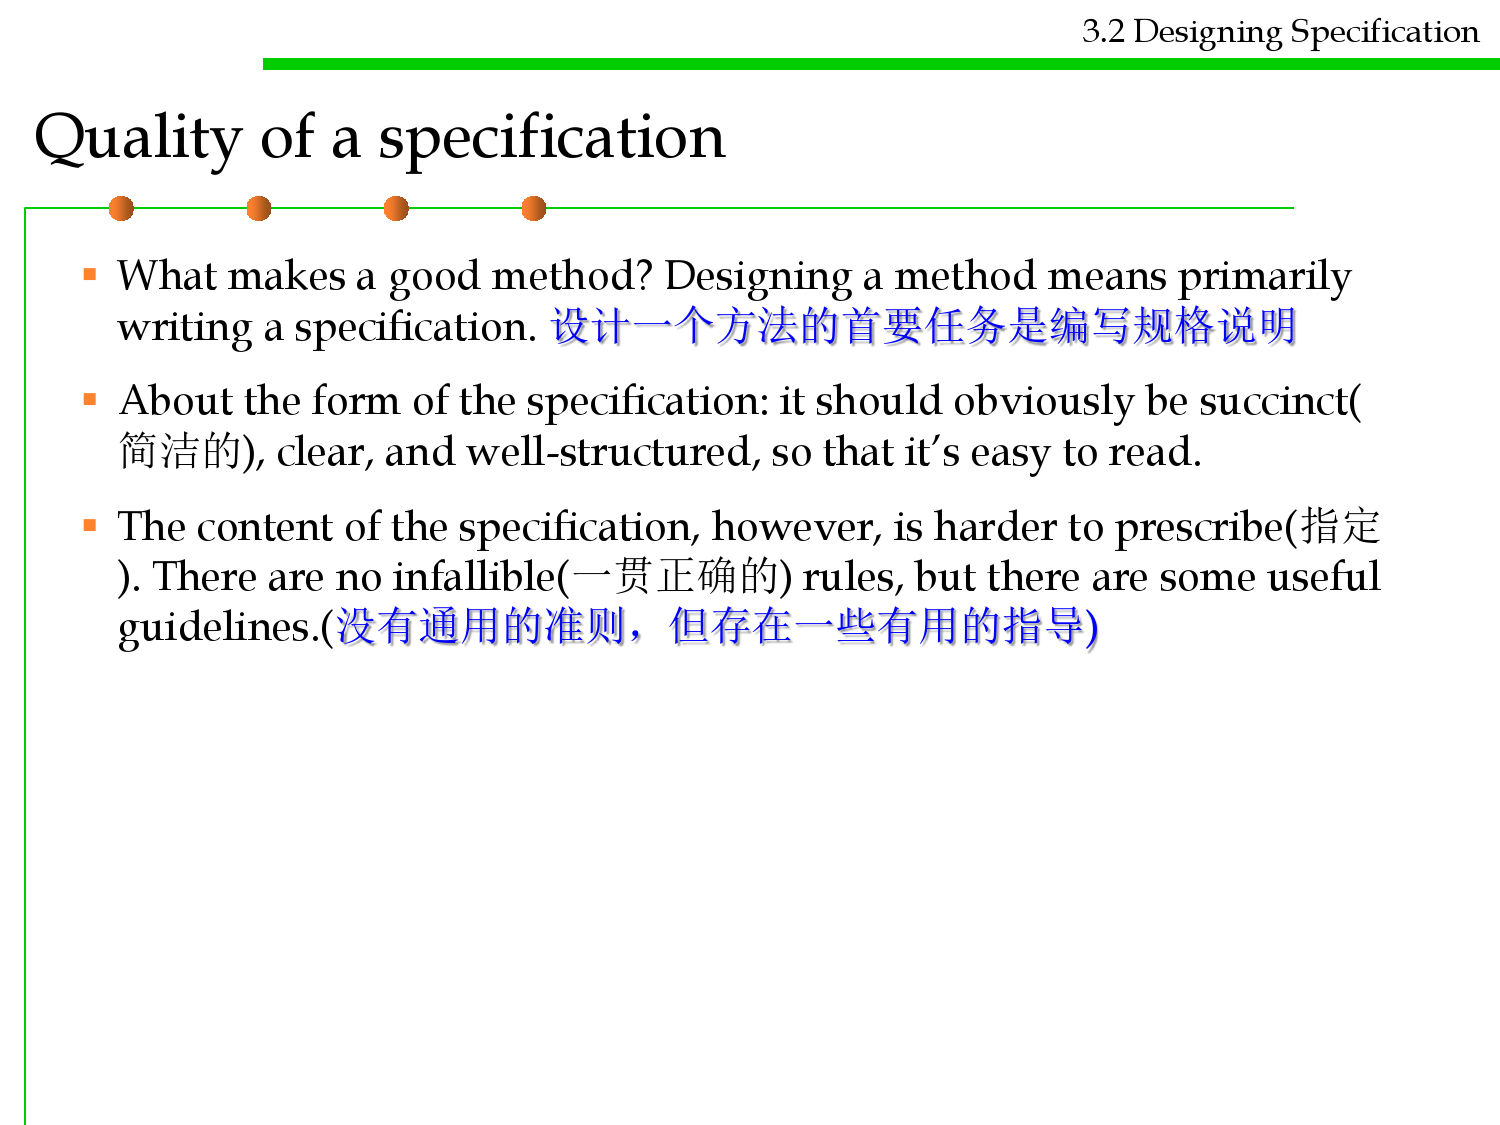 3.2 Designing Specification
Quality of a specification
▪ What makes a good method? Designing a method means primarily
writing a specification. 设计一个方法的首要任务是编写规格说明
▪ About the form of the specification: it should obviously be succinct(
简洁的), clear, and well-structured, so that it’s easy to read.
▪ The content of the specification, however, is harder to prescribe(指定
). There are no infallible(一贯正确的) rules, but there are some useful
guidelines.(没有通用的准则，但存在一些有用的指导)